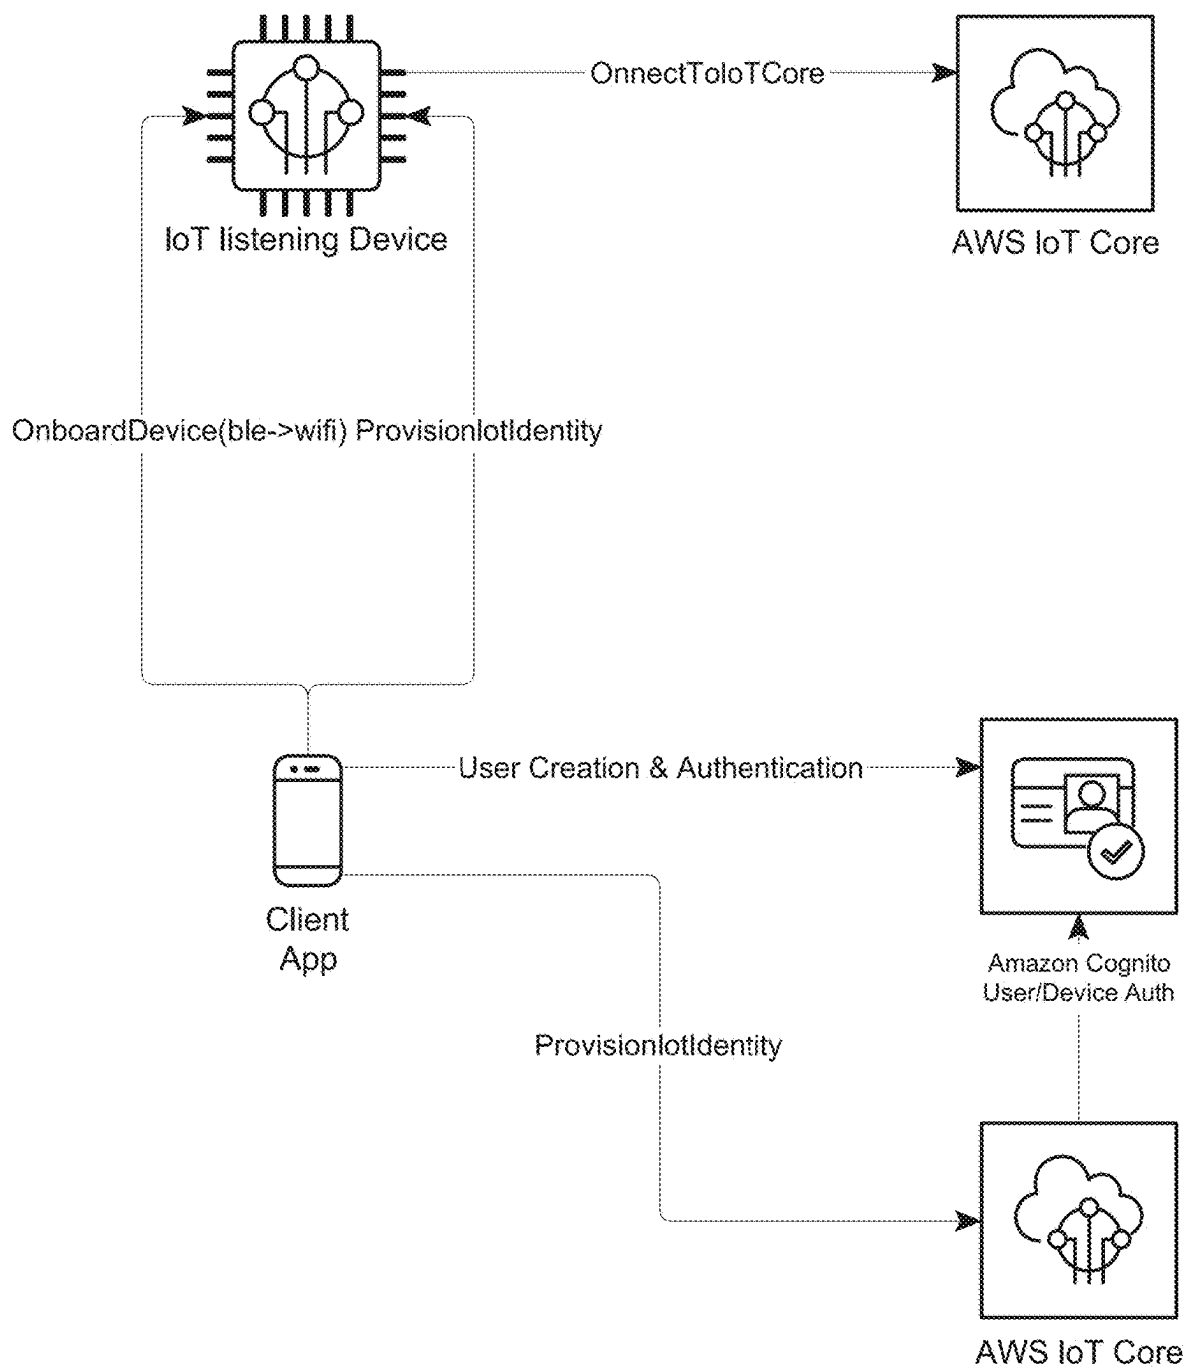 OnnectToIoTCore
IoT listening Device
AWS IoT Core
OnboardDevice(ble->wifi) ProvisionIotIdentity
User Creation & Authentication
Client
App
Amazon Cognito
User/Device Auth
ProvisionIotIdentity
AWS IoT Core